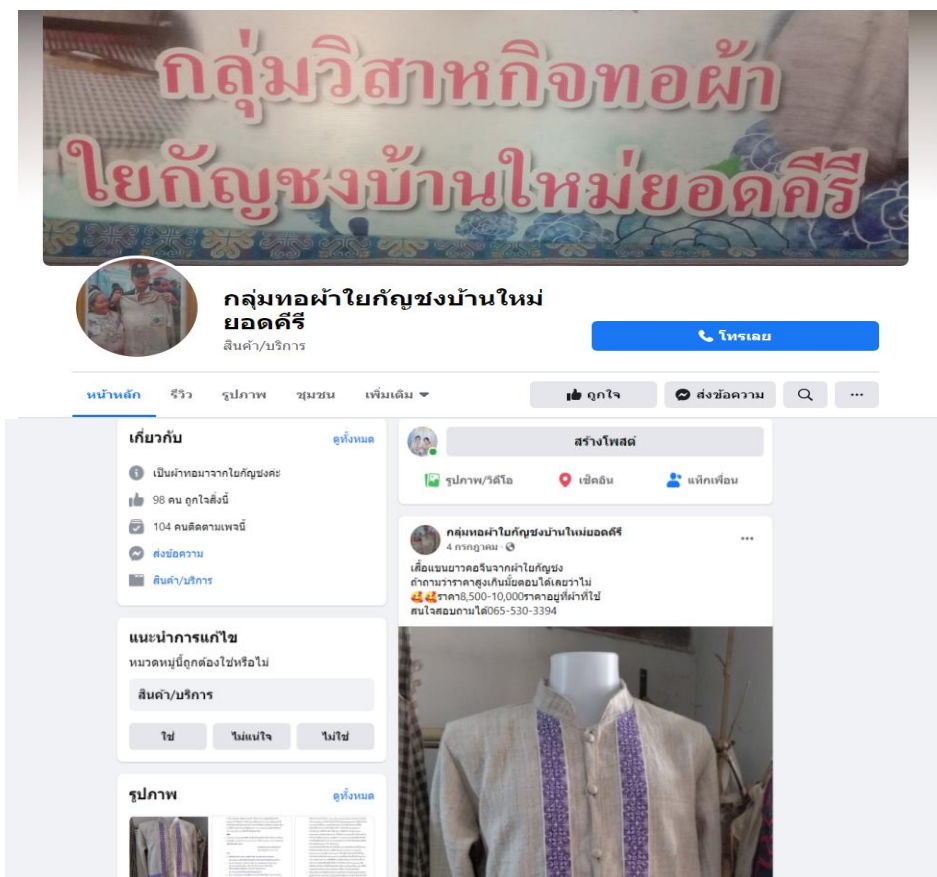 กลุ่มวิสาหกิจทอผ้า
ใยกัญชงบ้านใหม่ยอดคีรี
กลุ่มทอผ้าใยกัญชงบ้านใหม่
ยอดคีรี
สินค้า/บริการ
โทรเลย
หน้าหลัก รีวิว รูปภาพ ชุมชน เพิ่มเติม
ถูกใจ ส่งข้อความ
เกี่ยวกับ ดูทั้งหมด
เป็นผ้าทอมาจากใยกัญชงค่ะ
98 คน ถูกใจสิ่งนี้
104 คนติดตามเพจนี้
ส่งข้อความ
สินค้า/บริการ
แนะนำการแก้ไข
หมวดหมู่นี้ถูกต้องใช่หรือไม่
สินค้า/บริการ
ใช่ ไม่แน่ใจ ไม่ใช่
รูปภาพ ดูทั้งหมด
สร้างโพสต์
รูปภาพ/วิดีโอ เช็คอิน แท็กเพื่อน
กลุ่มทอผ้าใยกัญชงบ้านใหม่ยอดคีรี
4 กรกฎาคม ·
เสื้อแขนยาวคอจีนจากผ้าใยกัญชง
ถ้าถามว่าราคาสูงเกินมั้ยตอบได้เลยว่าไม่
🥰🥰ราคา8,500-10,000ราคาอยู่ที่ผ้าที่ใช้
สนใจสอบถามได้065-530-3394